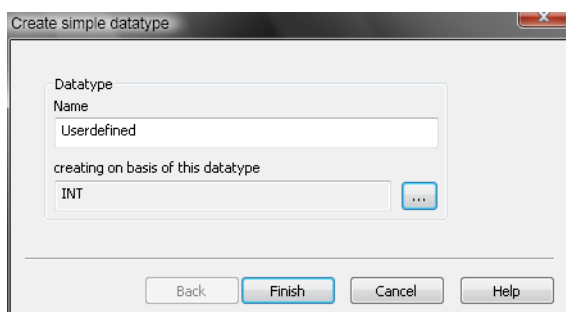 Create simple datatype
Datatype
Name
Userdefined
creating on basis of this datatype
INT
...
Back Finish Cancel Help